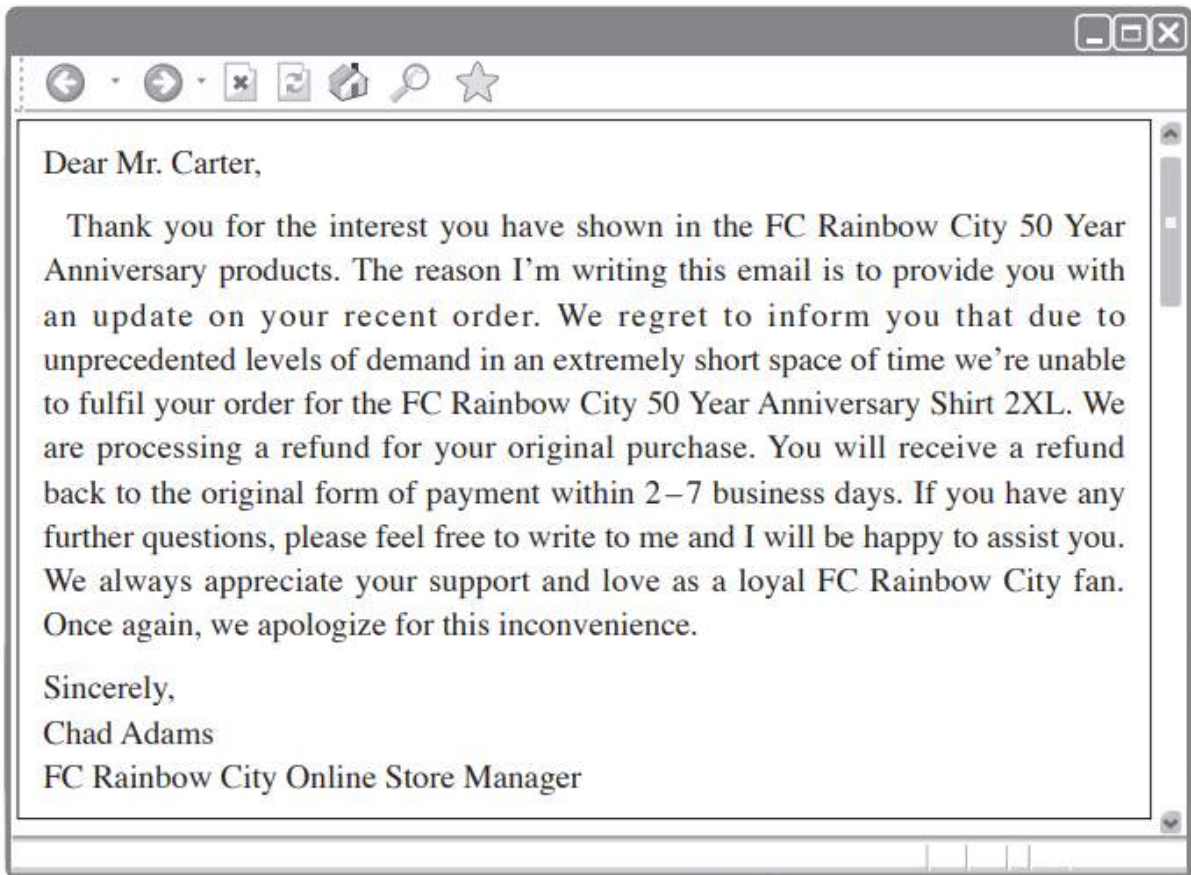 Dear Mr. Carter,
Thank you for the interest you have shown in the FC Rainbow City 50 Year
Anniversary products. The reason I'm writing this email is to provide you with
an update on your recent order. We regret to inform you that due to
unprecedented levels of demand in an extremely short space of time we're unable
to fulfil your order for the FC Rainbow City 50 Year Anniversary Shirt 2XL. We
are processing a refund for your original purchase. You will receive a refund
back to the original form of payment within 2–7 business days. If you have any
further questions, please feel free to write to me and I will be happy to assist you.
We always appreciate your support and love as a loyal FC Rainbow City fan.
Once again, we apologize for this inconvenience.
Sincerely,
Chad Adams
FC Rainbow City Online Store Manager